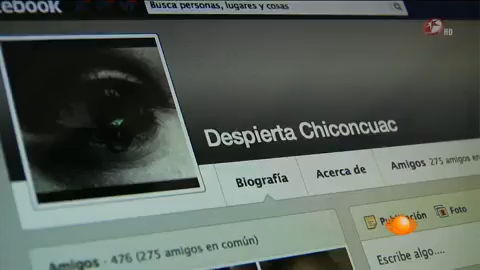 cebook
Busca personas, lugares y cosas
HD
Despierta Chiconcuac
Biografía
Acerca de
Amigos 275 amigos en
Publicación
Foto
Amigos · 476 (275 amigos en común)
Escribe algo....